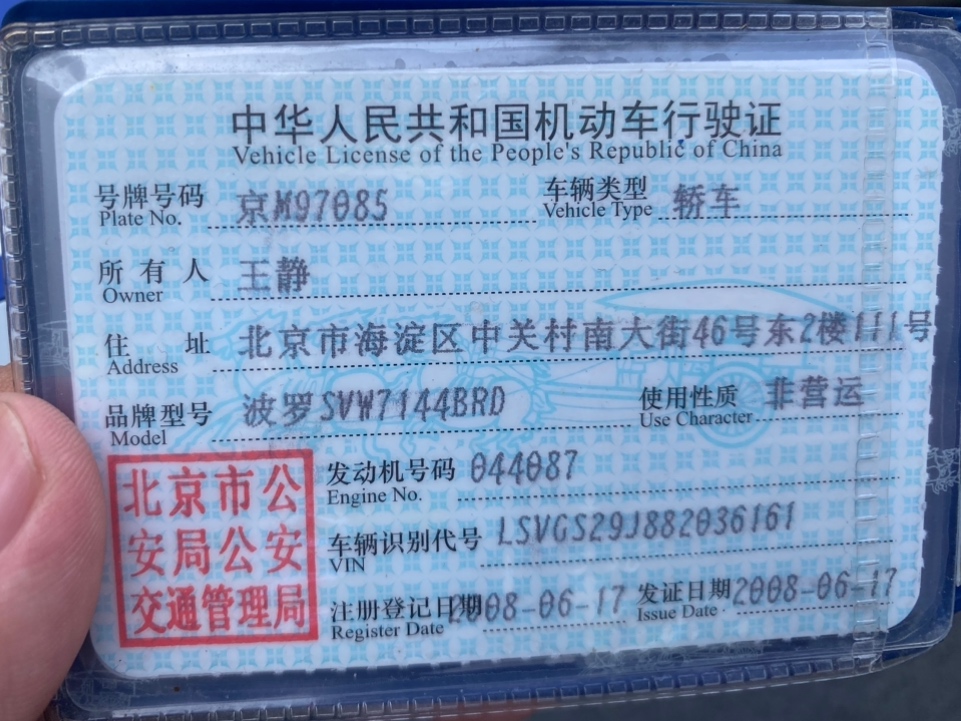 中华人民共和国机动车行驶证
Vehicle License of the People's Republic of China
号牌号码 京M97085 车辆类型 轿车
Plate No. Vehicle Type
所有人 王静
Owner
住址 北京市海淀区中关村南大街46号东2楼111号
Address
品牌型号 波罗SVW7144BRD 使用性质 非营运
Model Use Character
北京市公
安局公安
交通管理局
发动机号码 044087
Engine No.
车辆识别代号 LSVGS29J882036161
VIN
注册登记日期 2008-06-17 发证日期 2008-06-17
Register Date Issue Date